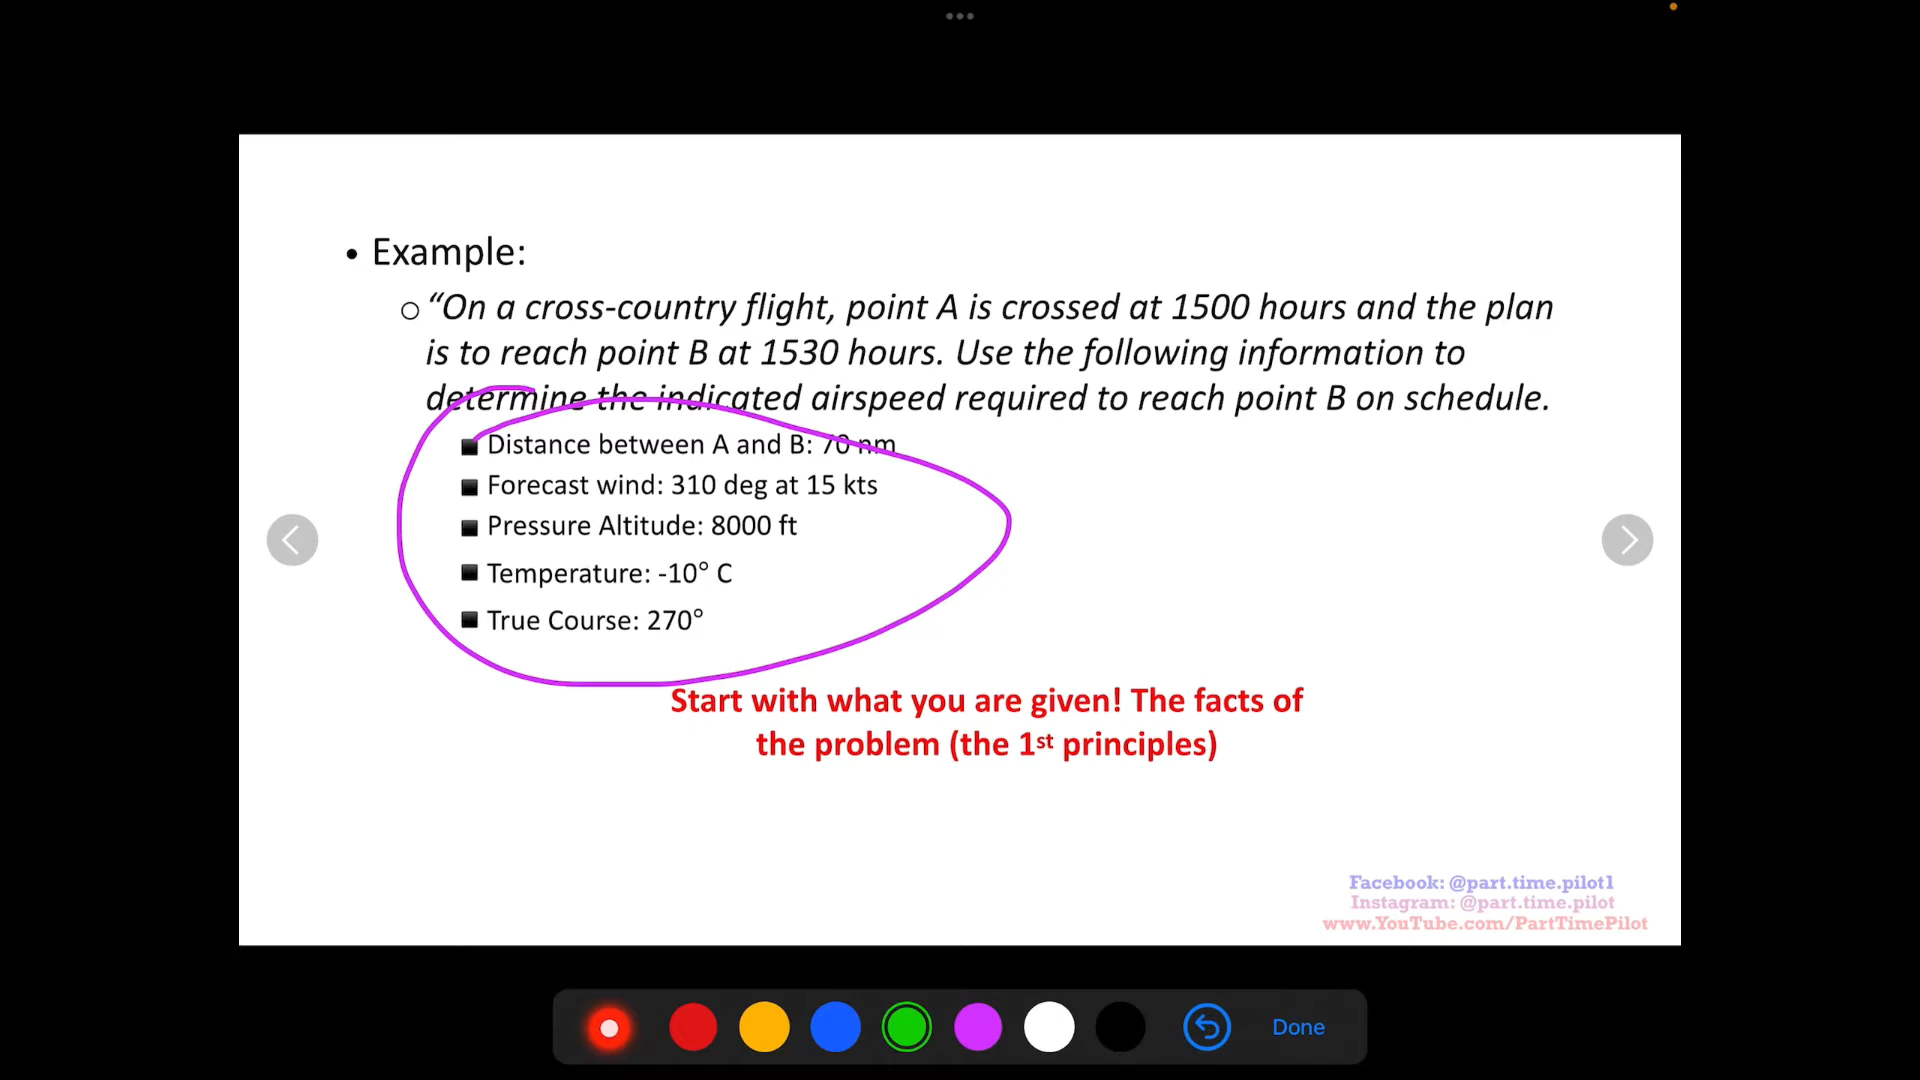 • Example:
○ “On a cross-country flight, point A is crossed at 1500 hours and the plan
is to reach point B at 1530 hours. Use the following information to
determine the indicated airspeed required to reach point B on schedule.
■ Distance between A and B: 70 nm
■ Forecast wind: 310 deg at 15 kts
■ Pressure Altitude: 8000 ft
■ Temperature: -10° C
■ True Course: 270°
Start with what you are given! The facts of
the problem (the 1st principles)
Facebook: @part.time.pilot1
Instagram: @part.time.pilot
www.YouTube.com/PartTimePilot
Done